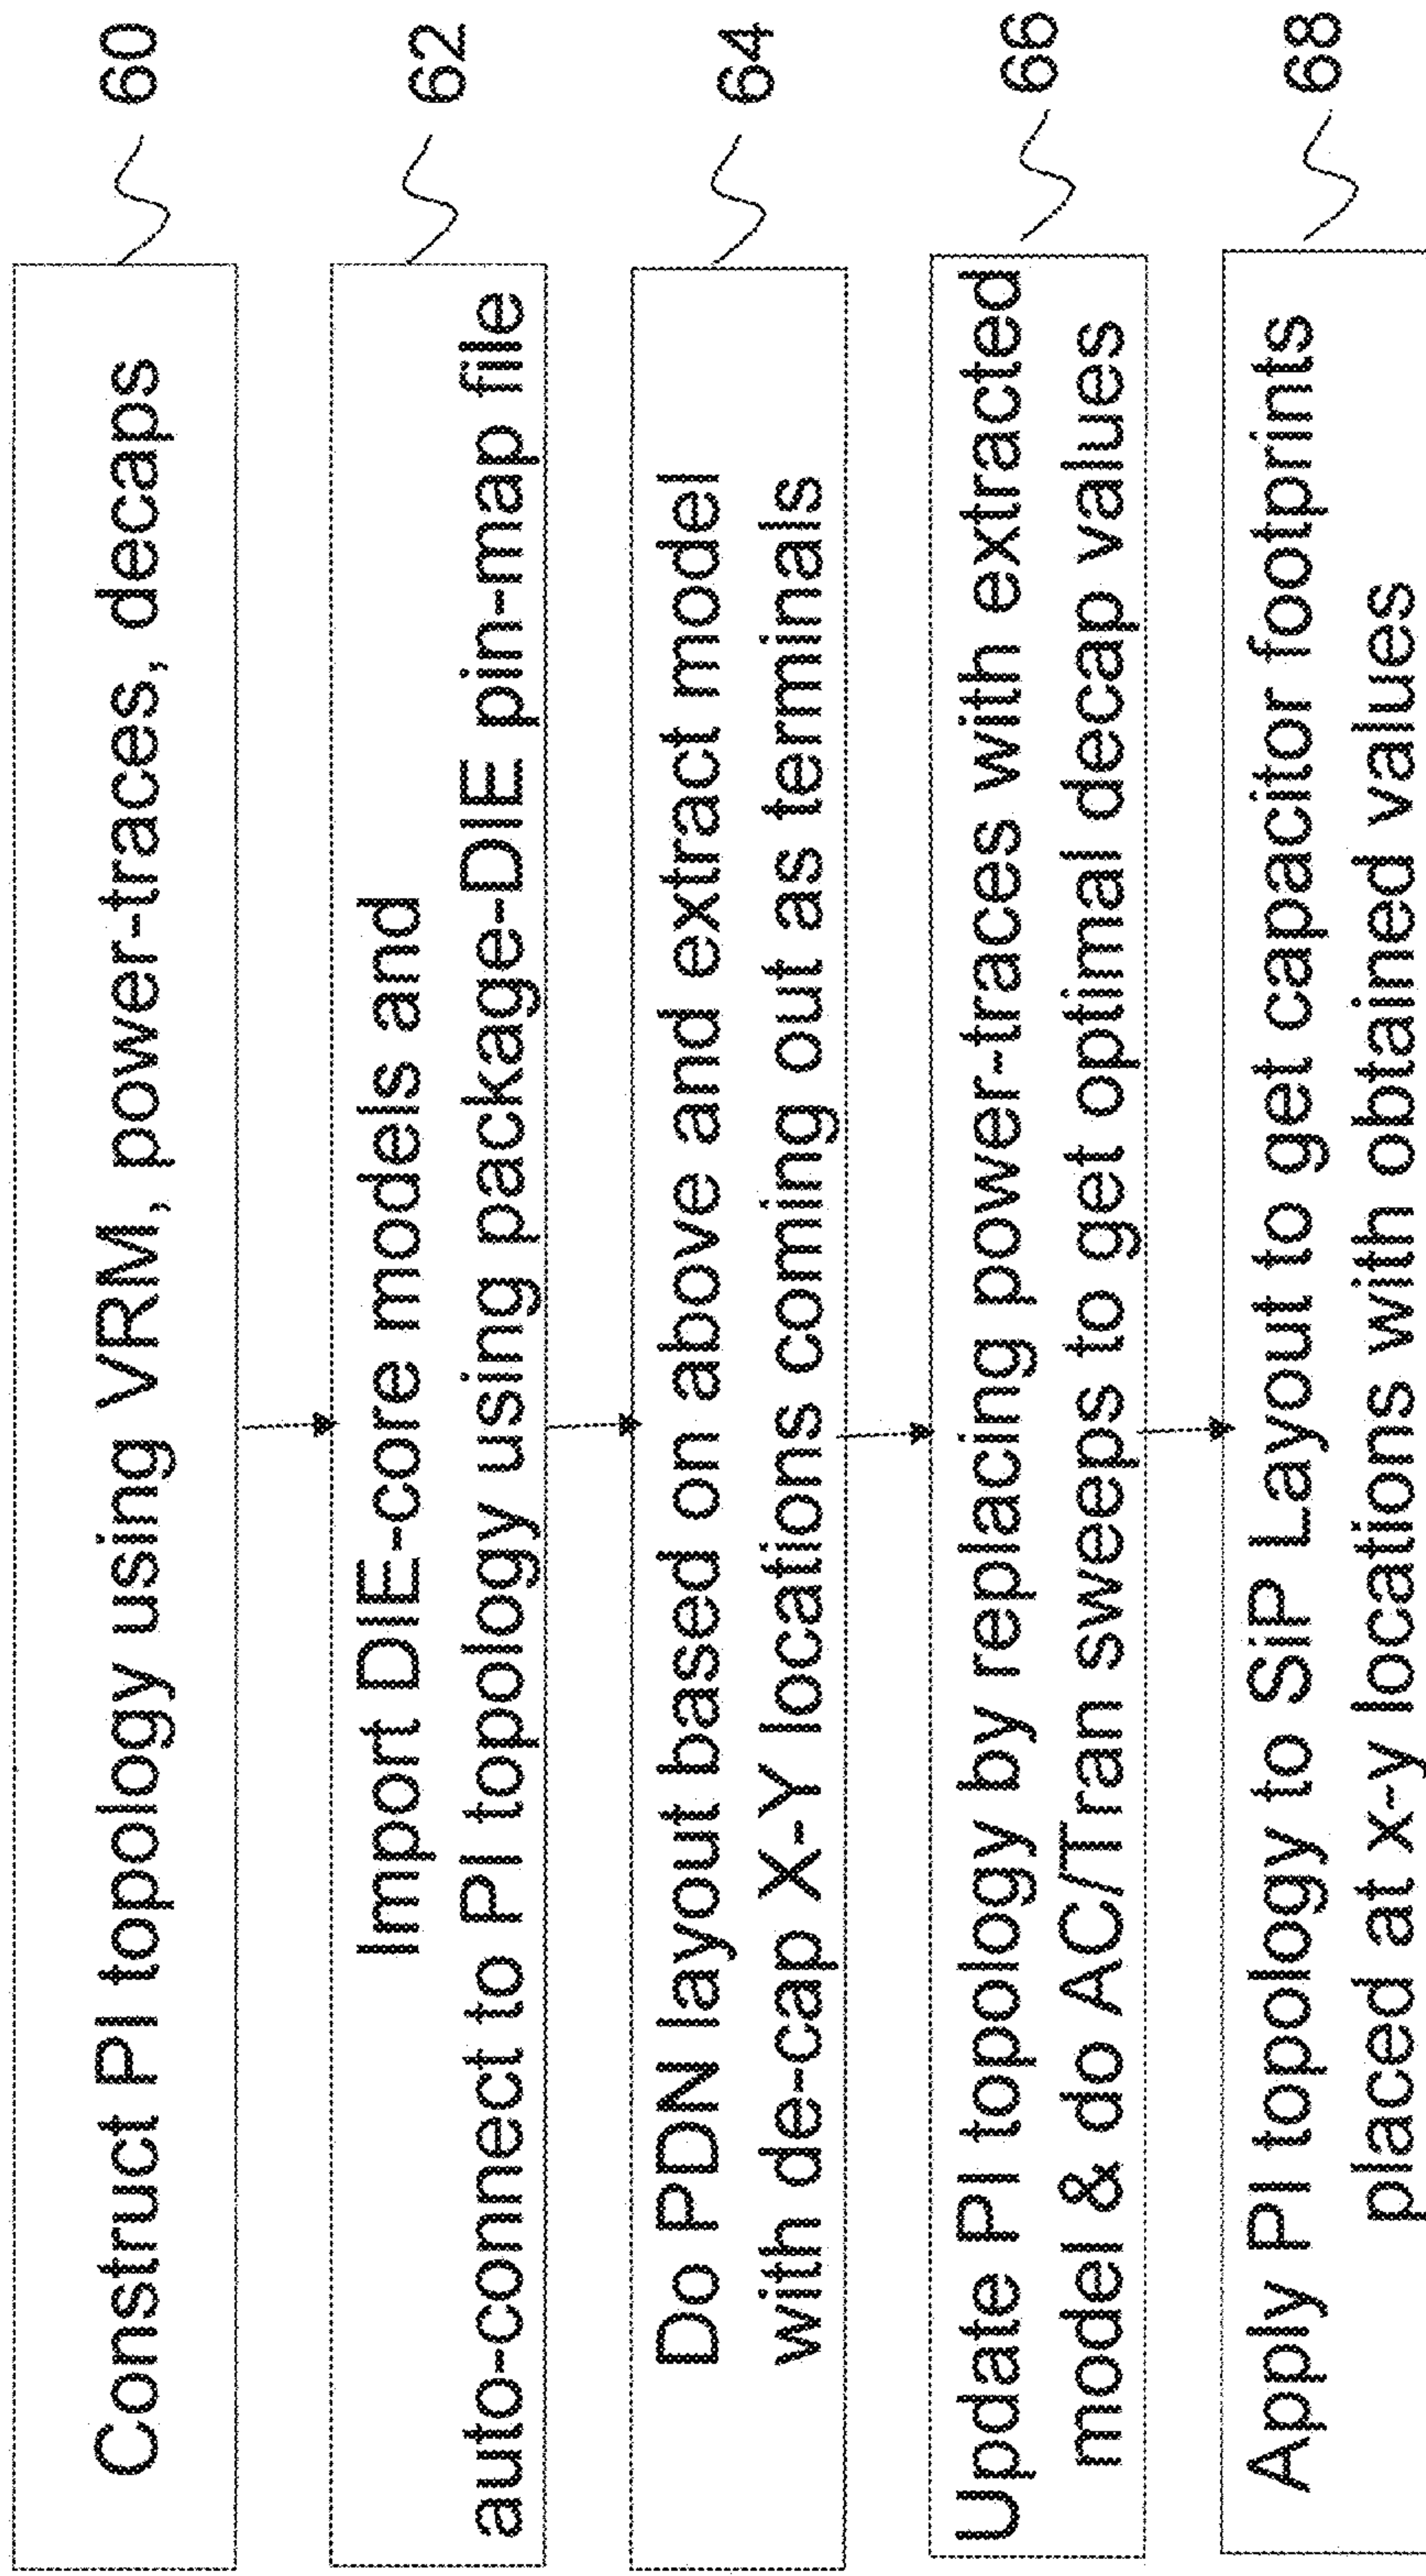 Construct PI topology using VRM, power-traces, decaps
60
Import DIE-core models and
auto-connect to PI topology using package-DIE pin-map file
62
Do PDN layout based on above and extract model
with de-cap X-Y locations coming out as terminals
64
Update PI topology by replacing power-traces with extracted
model & do AC/Tran sweeps to get optimal decap values
66
Apply PI topology to SiP Layout to get capacitor footprints
placed at x-y locations with obtained values
68